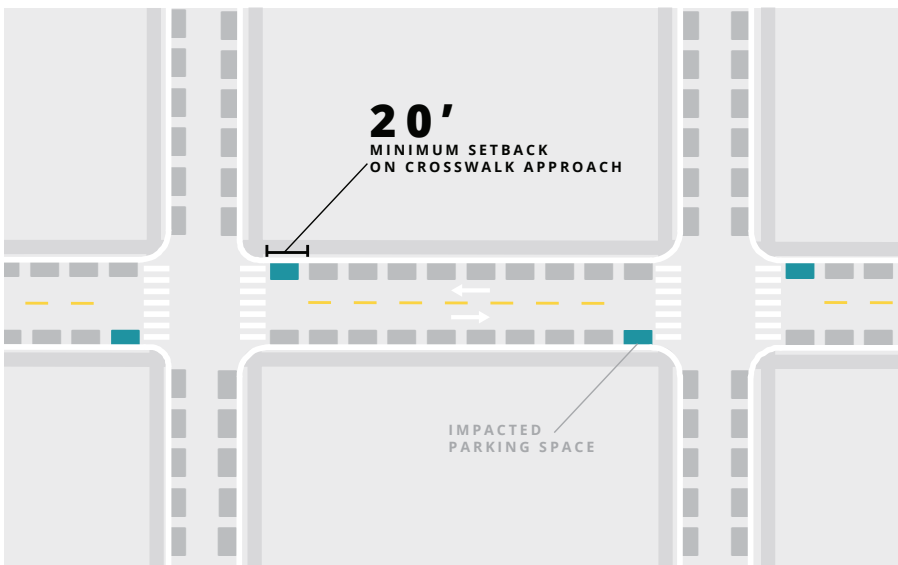 20’
MINIMUM SETBACK
ON CROSSWALK APPROACH
IMPACTED
PARKING SPACE